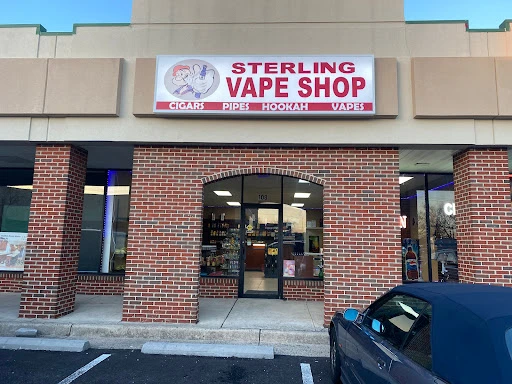 STERLING
VAPE SHOP
CIGARS PIPES HOOKAH VAPES